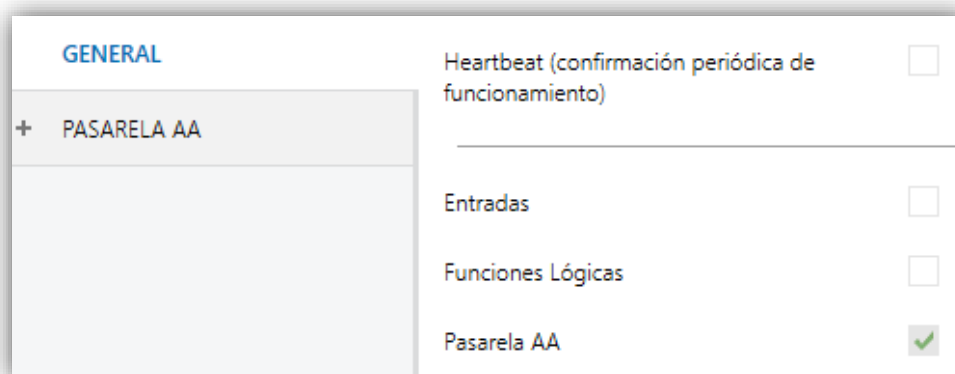 GENERAL
+ PASARELA AA
Heartbeat (confirmación periódica de
funcionamiento)
Entradas
Funciones Lógicas
Pasarela AA